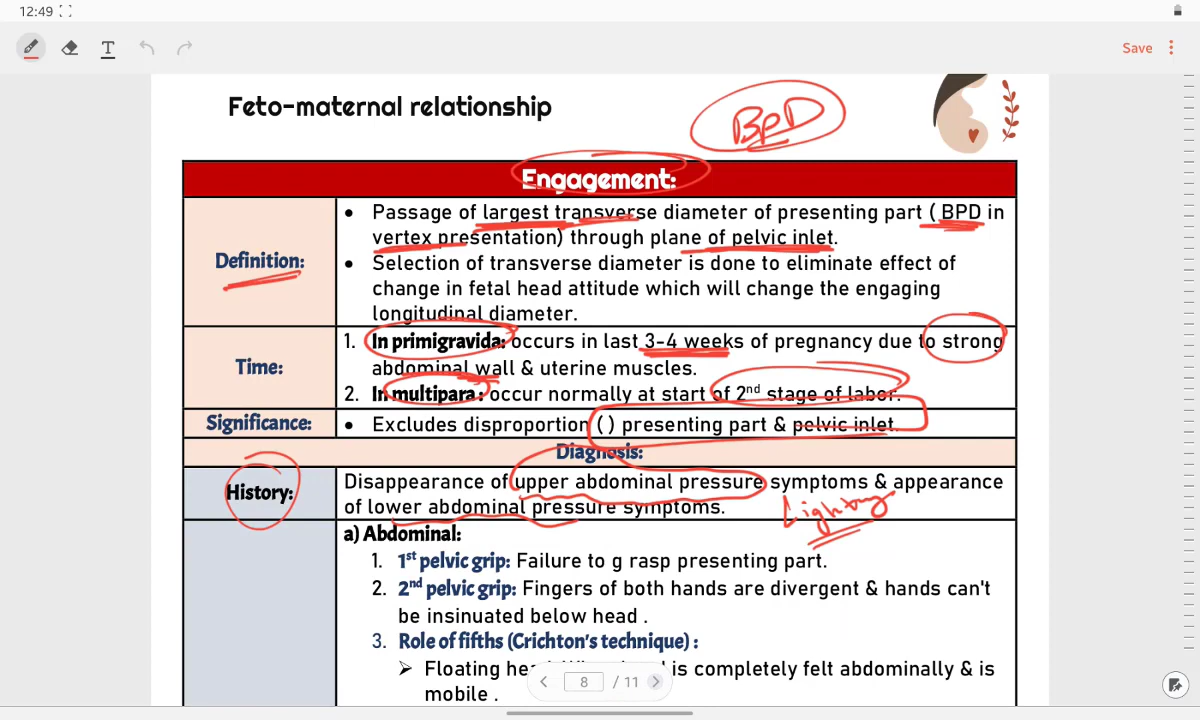 12:49
T
Save
Feto-maternal relationship
BPD
Engagement:
Definition:
• Passage of largest transverse diameter of presenting part ( BPD in
vertex presentation) through plane of pelvic inlet.
• Selection of transverse diameter is done to eliminate effect of
change in fetal head attitude which will change the engaging
longitudinal diameter.
Time:
1. In primigravida: occurs in last 3-4 weeks of pregnancy due to strong
abdominal wall & uterine muscles.
2. In multipara : occur normally at start of 2nd stage of labor.
Significance:
• Excludes disproportion ( ) presenting part & pelvic inlet.
Diagnosis:
History:
Disappearance of upper abdominal pressure symptoms & appearance
of lower abdominal pressure symptoms.
a) Abdominal:
1. 1st pelvic grip: Failure to g rasp presenting part.
2. 2nd pelvic grip: Fingers of both hands are divergent & hands can't
be insinuated below head .
3. Role of fifths (Crichton's technique) :
➢ Floating is completely felt abdominally & is
mobile .
8 / 11